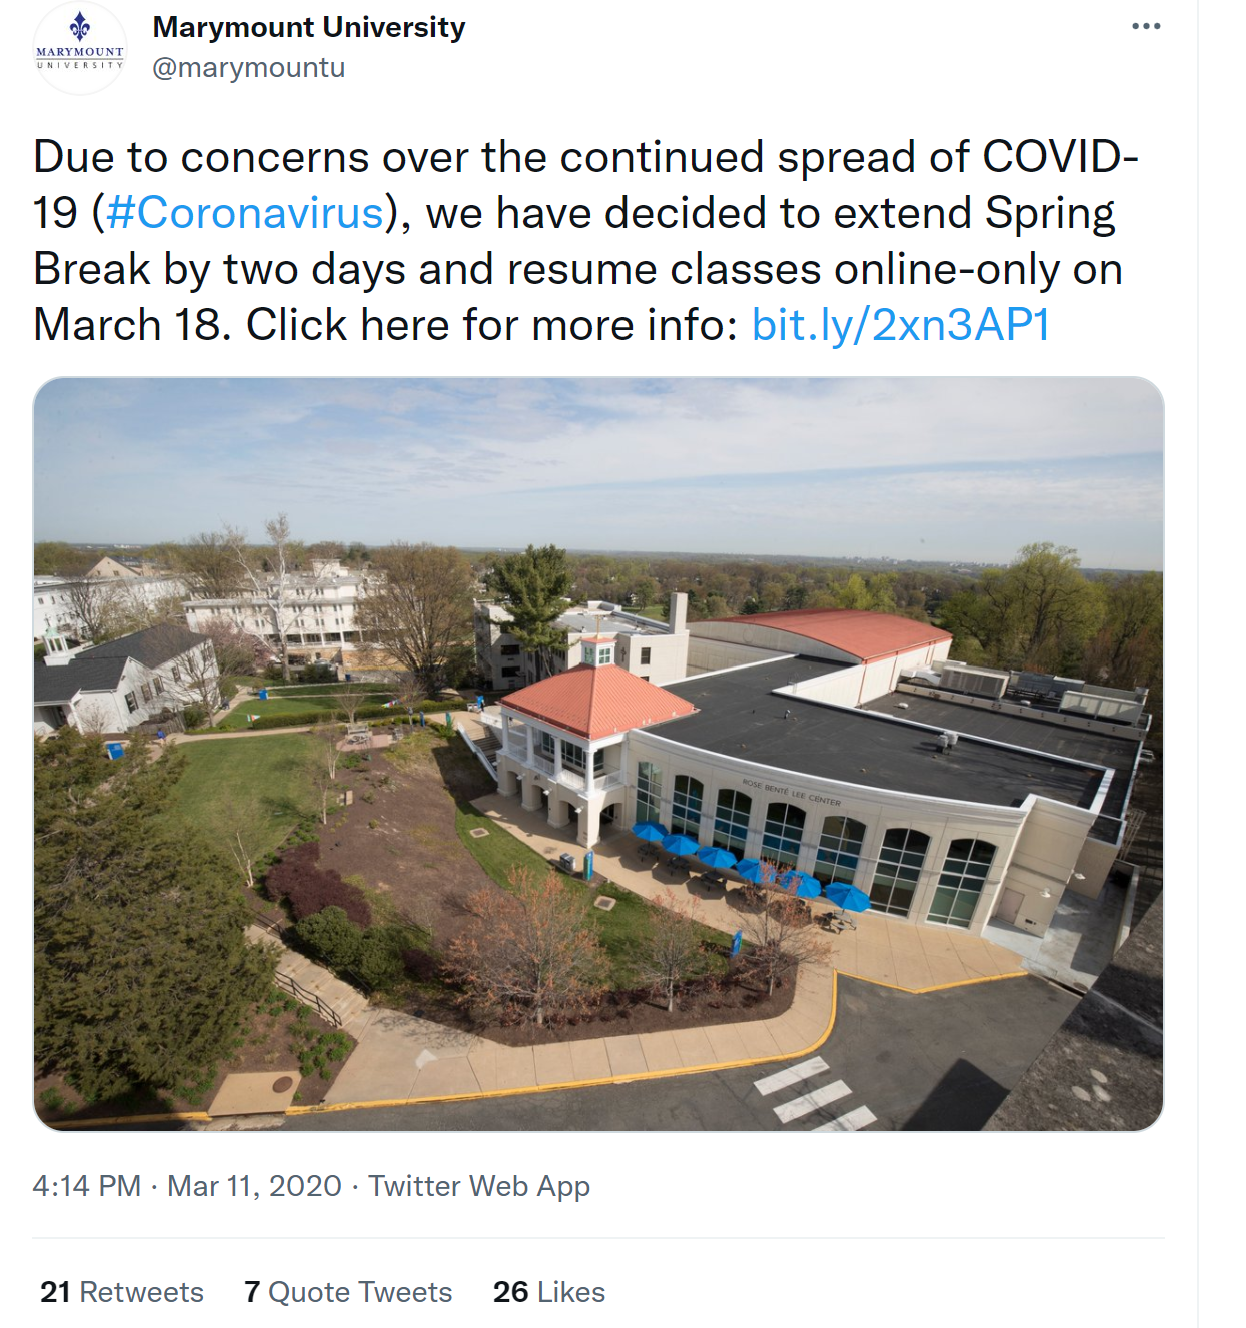 MARYMOUNT
UNIVERSITY
Marymount University
@marymountu
Due to concerns over the continued spread of COVID-
19 (#Coronavirus), we have decided to extend Spring
Break by two days and resume classes online-only on
March 18. Click here for more info: bit.ly/2xn3AP1
ROSE BENTÉ LEE CENTER
4:14 PM · Mar 11, 2020 · Twitter Web App
21 Retweets 7 Quote Tweets 26 Likes